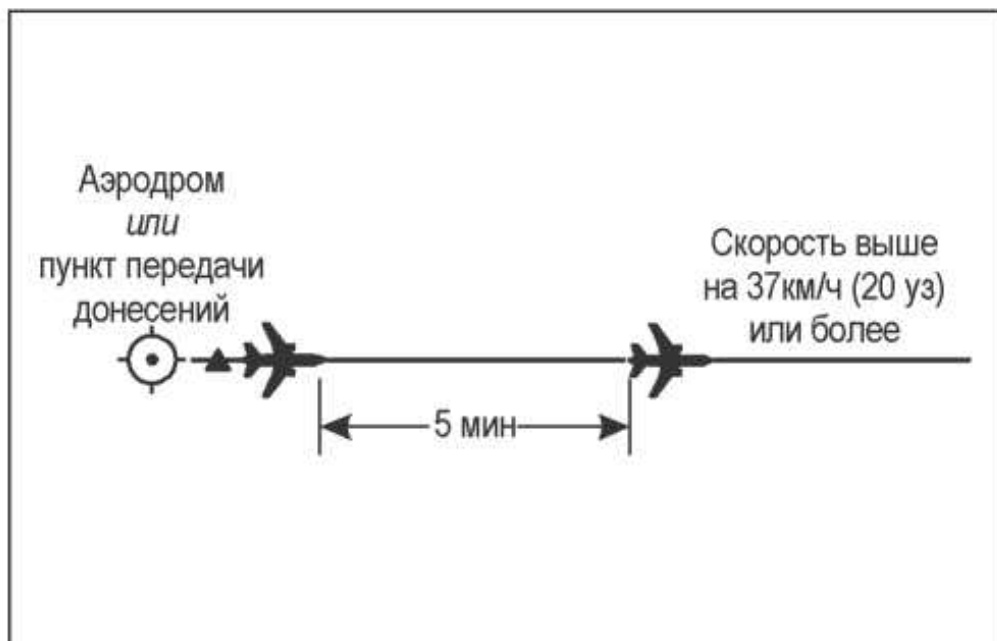 Аэродром
или
пункт передачи
донесений
Скорость выше
на 37км/ч (20 уз)
или более
5 мин